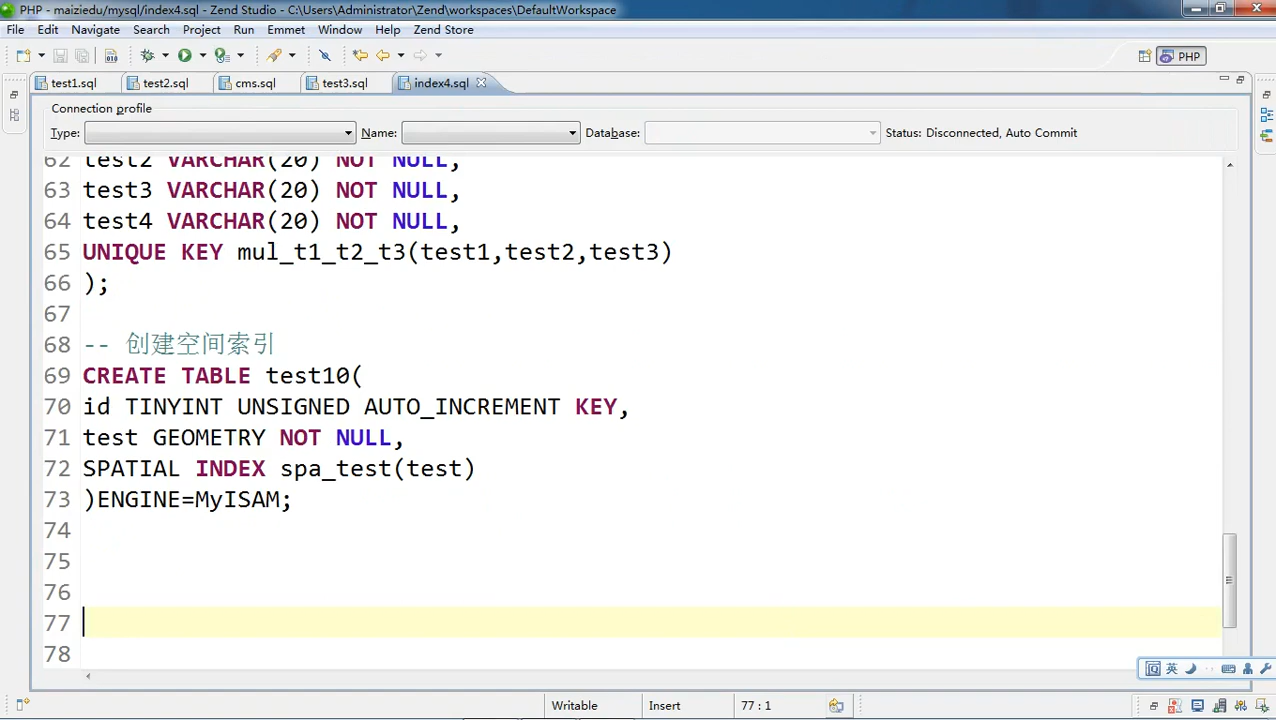 PHP - maiziedu/mysql/index4.sql - Zend Studio - C:\Users\Administrator\Zend\workspaces\DefaultWorkspace
File Edit Navigate Search Project Run Emmet Window Help Zend Store
PHP
test1.sql test2.sql cms.sql test3.sql index4.sql
Connection profile
Type: Name: Database: Status: Disconnected, Auto Commit
62 test2 VARCHAR(20) NOT NULL,
63 test3 VARCHAR(20) NOT NULL,
64 test4 VARCHAR(20) NOT NULL,
65 UNIQUE KEY mul_t1_t2_t3(test1,test2,test3)
66 );
67
68 -- 创建空间索引
69 CREATE TABLE test10(
70 id TINYINT UNSIGNED AUTO_INCREMENT KEY,
71 test GEOMETRY NOT NULL,
72 SPATIAL INDEX spa_test(test)
73 )ENGINE=MyISAM;
74
75
76
77
78
英
Writable Insert 77 : 1